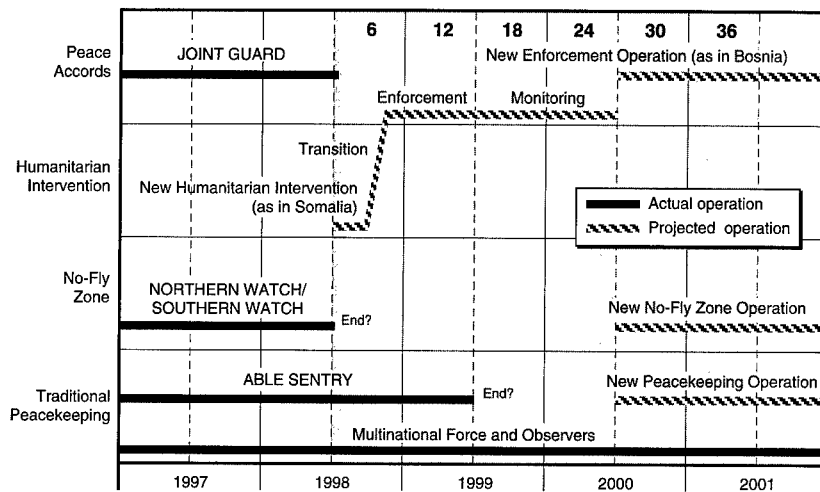 6 12 18 24 30 36
Peace
Accords
JOINT GUARD
New Enforcement Operation (as in Bosnia)
Enforcement Monitoring
Transition
Humanitarian
Intervention
New Humanitarian Intervention
(as in Somalia)
Actual operation
Projected operation
No-Fly
Zone
NORTHERN WATCH/
SOUTHERN WATCH
End?
New No-Fly Zone Operation
Traditional
Peacekeeping
ABLE SENTRY
End?
New Peacekeeping Operation
Multinational Force and Observers
1997 1998 1999 2000 2001